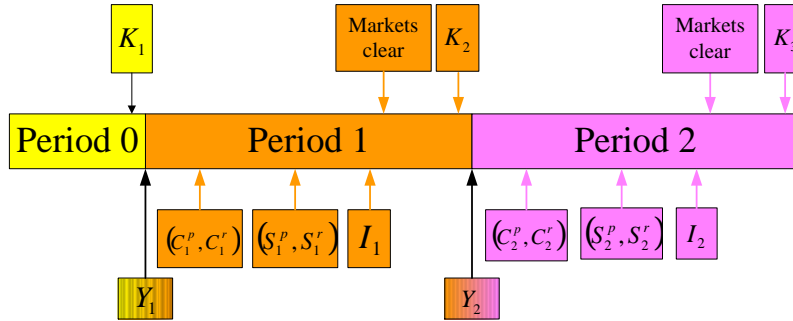 K₁
Markets clear
K₂
Markets clear
K₃
Period 0
Period 1
Period 2
(C₁ᵖ, C₁ʳ)
(S₁ᵖ, S₁ʳ)
I₁
(C₂ᵖ, C₂ʳ)
(S₂ᵖ, S₂ʳ)
I₂
Y₁
Y₂